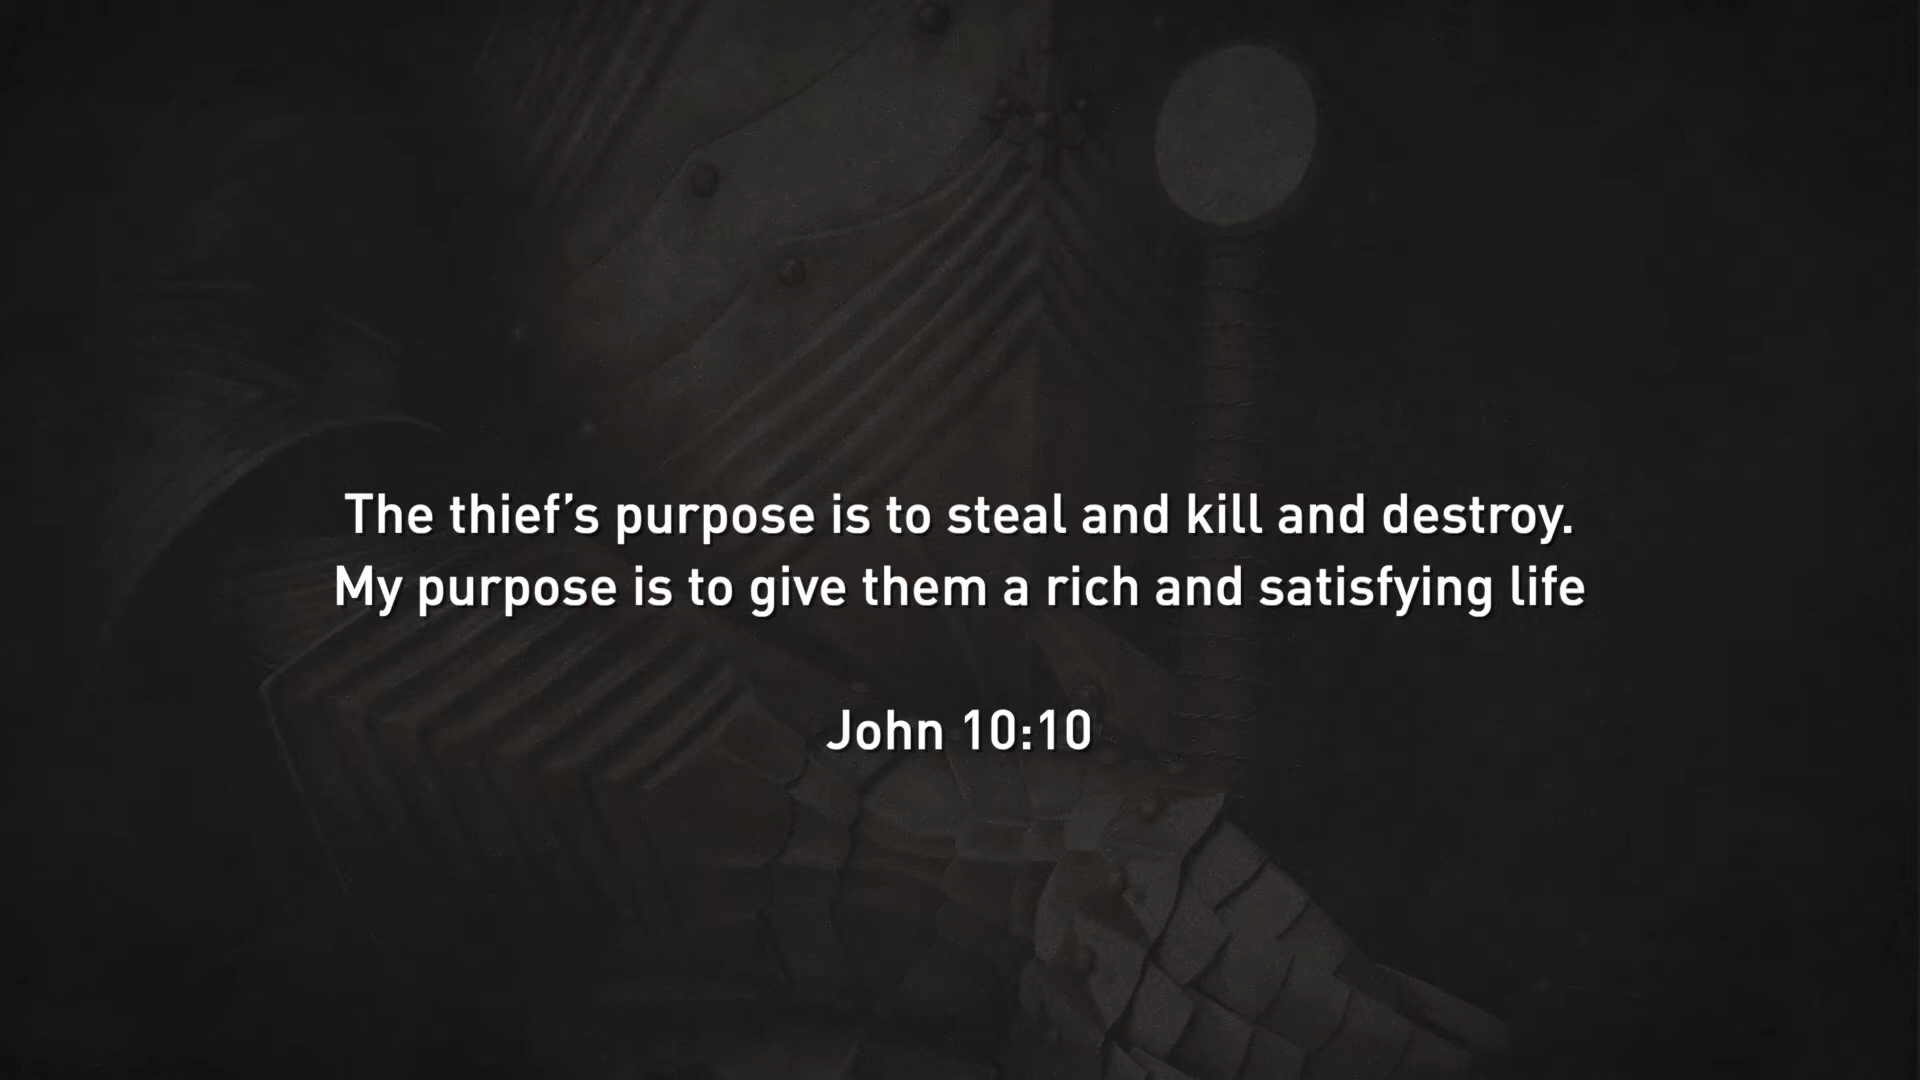 The thief’s purpose is to steal and kill and destroy.
My purpose is to give them a rich and satisfying life
John 10:10